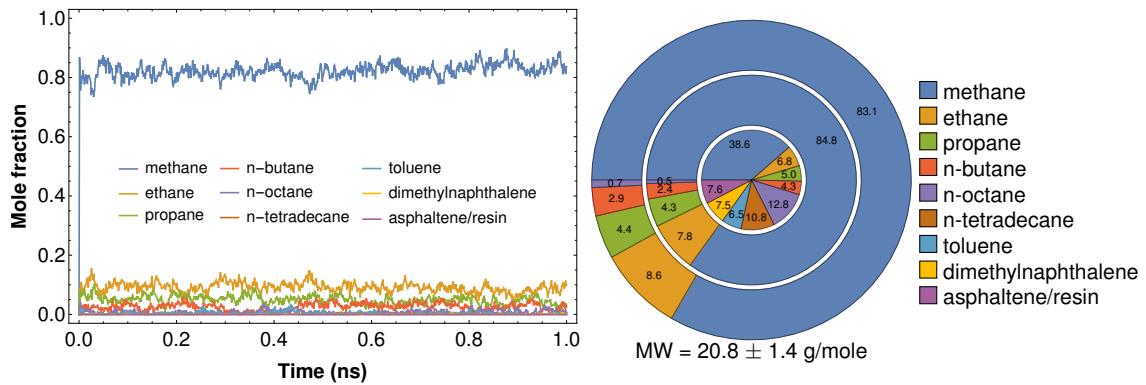 1.0
0.8
0.6
0.4
0.2
0.0
Mole fraction
methane
ethane
propane
n-butane
n-octane
n-tetradecane
toluene
dimethylnaphthalene
asphaltene/resin
0
0.2
0.4
0.6
0.8
1.0
Time (ns)
83.1
84.8
38.6
6.8
5.0
4.3
12.8
10.8
6.5
7.5
7.6
0.5
2.4
4.3
7.8
0.7
2.9
4.4
8.6
MW = 20.8 ± 1.4 g/mole
methane
ethane
propane
n-butane
n-octane
n-tetradecane
toluene
dimethylnaphthalene
asphaltene/resin